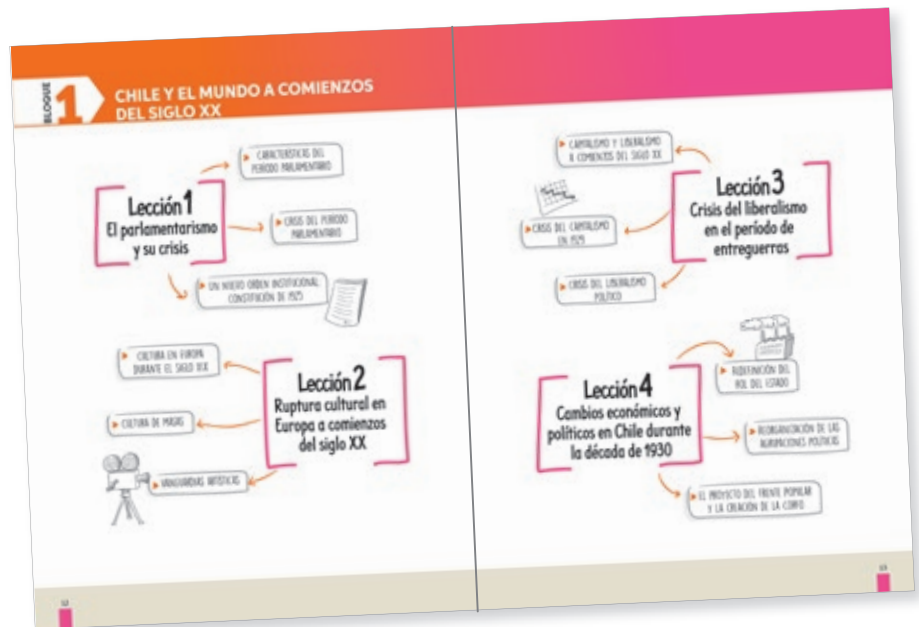 BLOQUE
1
CHILE Y EL MUNDO A COMIENZOS
DEL SIGLO XX
Lección 1
El parlamentarismo
y su crisis
CARACTERÍSTICAS DEL
PERÍODO PARLAMENTARIO
CRISIS DEL PERÍODO
PARLAMENTARIO
UN NUEVO ORDEN INSTITUCIONAL:
CONSTITUCIÓN DE 1925
Lección 2
Ruptura cultural en
Europa a comienzos
del siglo XX
CULTURA EN EUROPA
DURANTE EL SIGLO XIX
CULTURA DE MASAS
VANGUARDIAS ARTÍSTICAS
Lección 3
Crisis del liberalismo
en el período de
entreguerras
CAPITALISMO Y LIBERALISMO
A COMIENZOS DEL SIGLO XX
CRISIS DEL CAPITALISMO
EN 1929
CRISIS DEL LIBERALISMO
POLÍTICO
Lección 4
Cambios económicos y
políticos en Chile durante
la década de 1930
REDEFINICIÓN DEL
ROL DEL ESTADO
REORGANIZACIÓN DE LAS
AGRUPACIONES POLÍTICAS
EL PROYECTO DEL FRENTE POPULAR
Y LA CREACIÓN DE LA CORFO